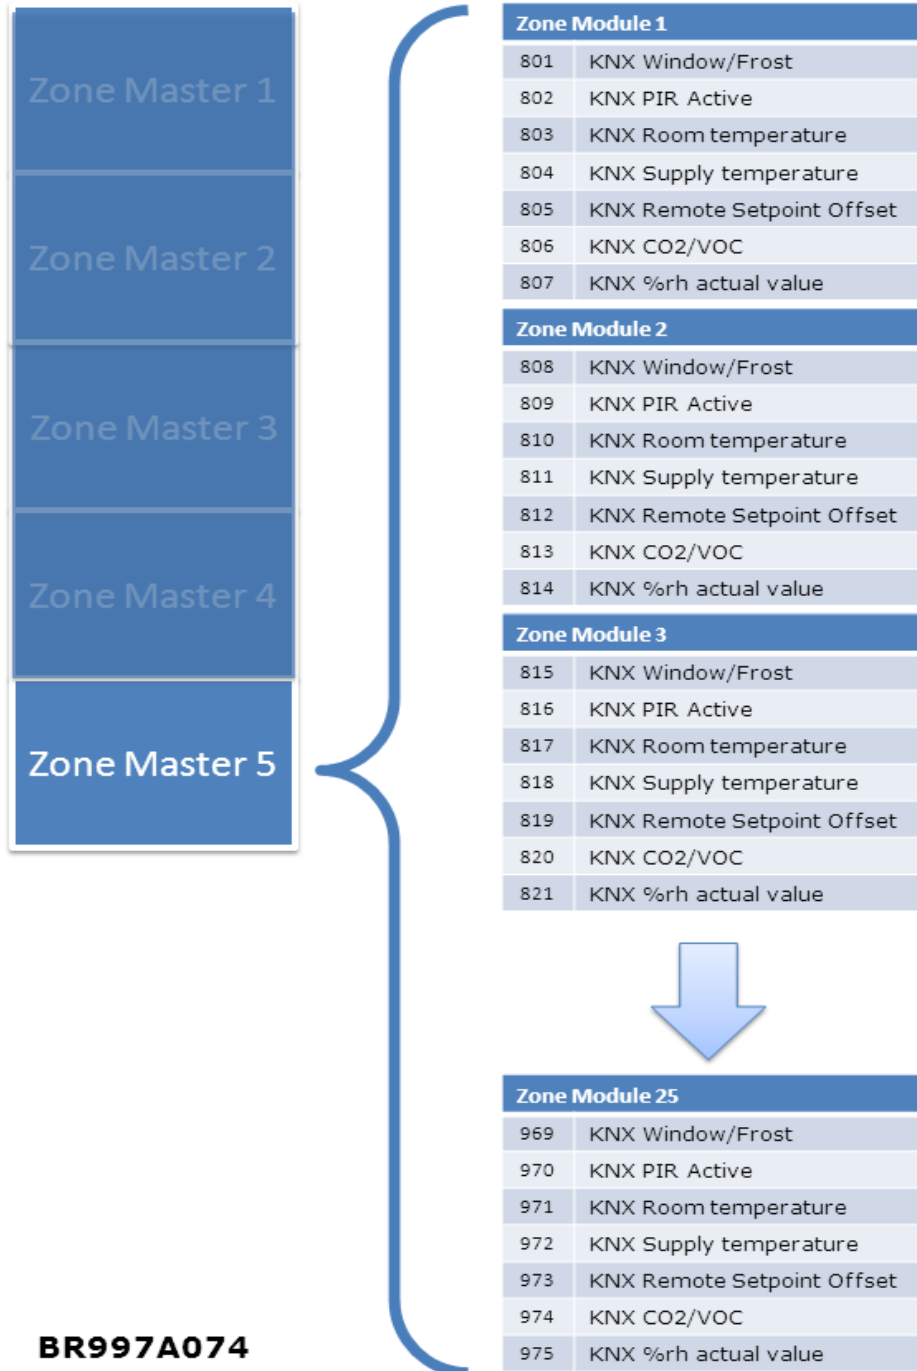 Zone Master 1
Zone Master 2
Zone Master 3
Zone Master 4
Zone Master 5
BR997A074
Zone Module 1
801 KNX Window/Frost
802 KNX PIR Active
803 KNX Room temperature
804 KNX Supply temperature
805 KNX Remote Setpoint Offset
806 KNX CO2/VOC
807 KNX %rh actual value
Zone Module 2
808 KNX Window/Frost
809 KNX PIR Active
810 KNX Room temperature
811 KNX Supply temperature
812 KNX Remote Setpoint Offset
813 KNX CO2/VOC
814 KNX %rh actual value
Zone Module 3
815 KNX Window/Frost
816 KNX PIR Active
817 KNX Room temperature
818 KNX Supply temperature
819 KNX Remote Setpoint Offset
820 KNX CO2/VOC
821 KNX %rh actual value
Zone Module 25
969 KNX Window/Frost
970 KNX PIR Active
971 KNX Room temperature
972 KNX Supply temperature
973 KNX Remote Setpoint Offset
974 KNX CO2/VOC
975 KNX %rh actual value